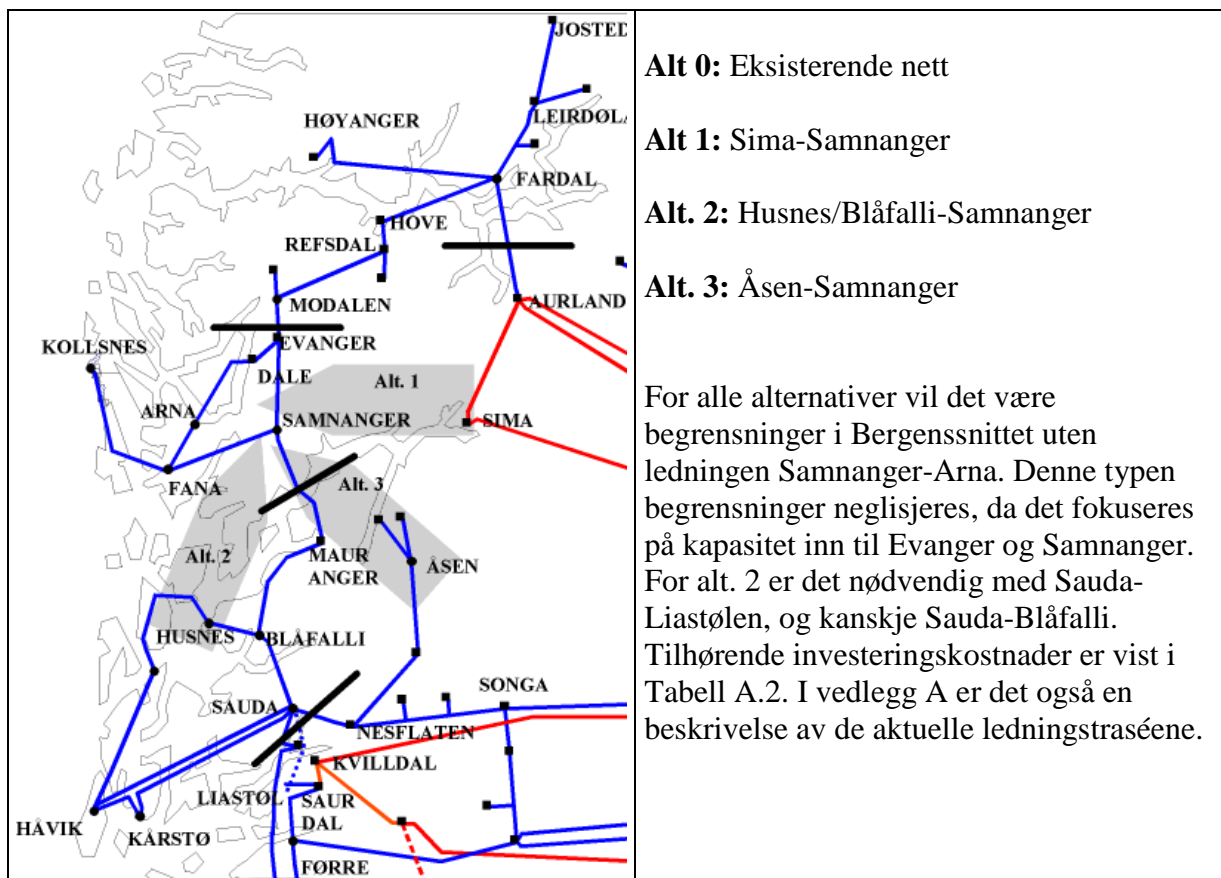 JOSTED
LEIRDØLA
HØYANGER
FARDAL
HOVE
REFSDAL
MODALEN
AURLAND
EVANGER
KOLLSNES
DALE
Alt. 1
ARNA
SAMNANGER
SIMA
FANA
Alt. 3
Alt. 2
MAUR
ANGER
ÅSEN
HUSNES
BLÅFALLI
SAUDA
SONGA
NESFLATEN
KVILLDAL
LIASTØL
SAUR
DAL
HÅVIK
KÅRSTØ
FØRRE
Alt 0: Eksisterende nett
Alt 1: Sima-Samnanger
Alt. 2: Husnes/Blåfalli-Samnanger
Alt. 3: Åsen-Samnanger
For alle alternativer vil det være
begrensninger i Bergenssnittet uten
ledningen Samnanger-Arna. Denne typen
begrensninger neglisjeres, da det fokuseres
på kapasitet inn til Evanger og Samnanger.
For alt. 2 er det nødvendig med Sauda-
Liastølen, og kanskje Sauda-Blåfalli.
Tilhørende investeringskostnader er vist i
Tabell A.2. I vedlegg A er det også en
beskrivelse av de aktuelle ledningstraséene.